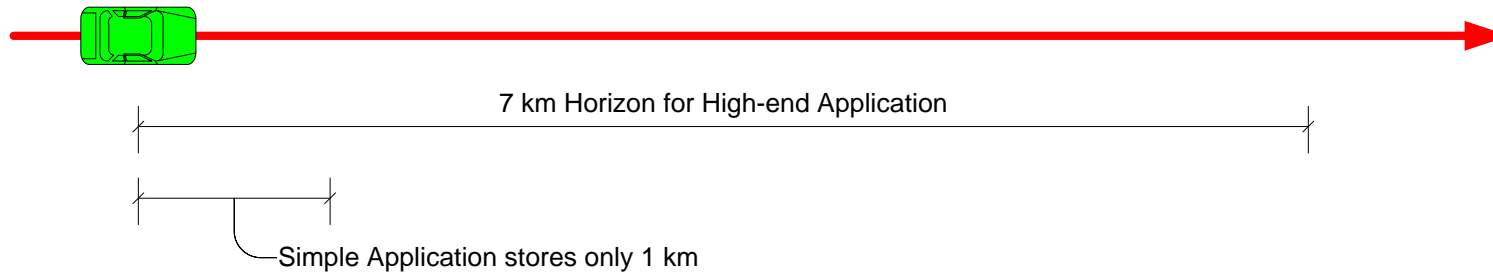 7 km Horizon for High-end Application
Simple Application stores only 1 km